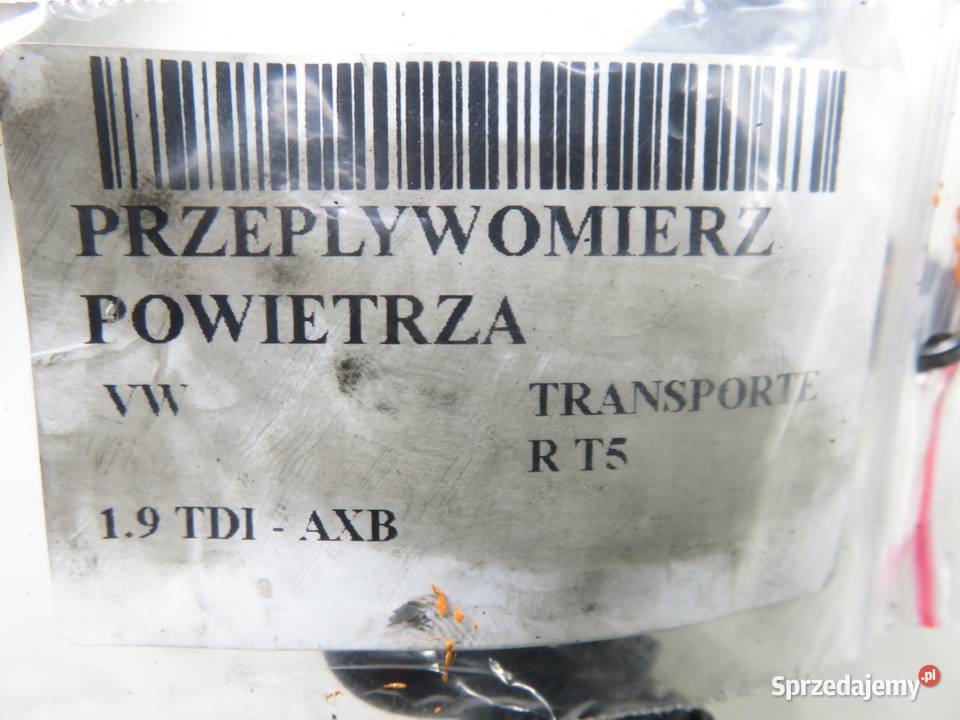 PRZEPLYWOMIERZ
POWIETRZA
VW TRANSPORTE
R T5
1.9 TDI - AXB
Sprzedajemy.pl